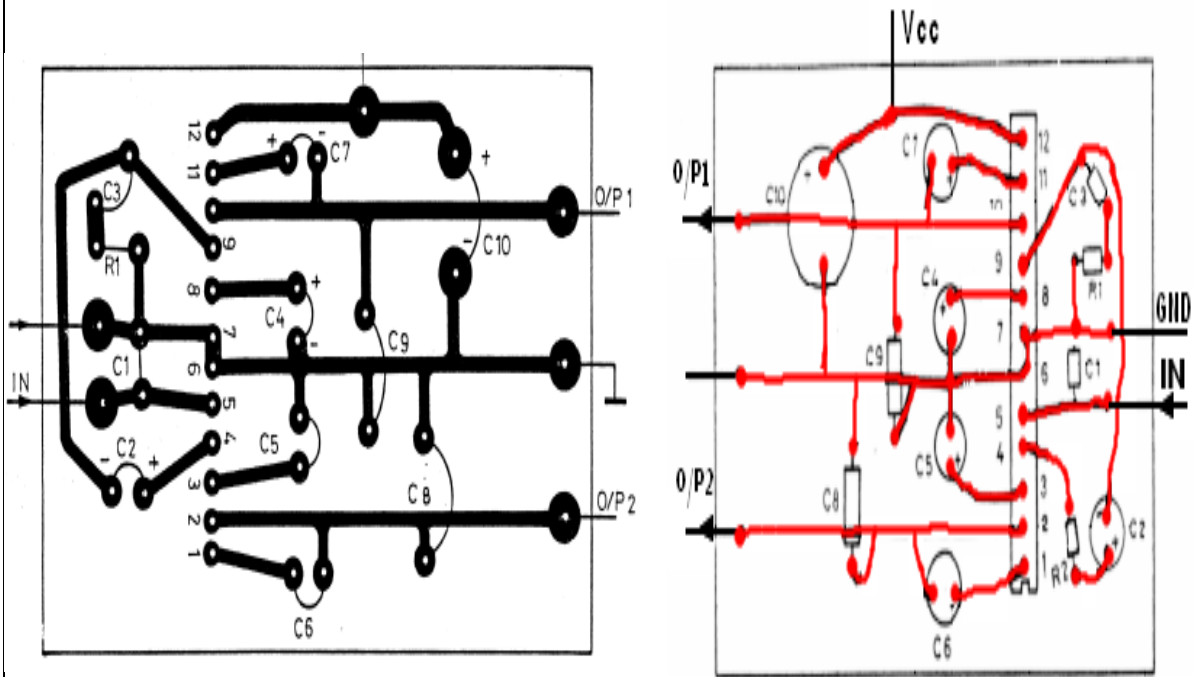 Vcc
12
+
-
C7
+
11
C3
O/P1
9
-
C10
R1
8
+
C4
-
7
C9
6
C1
IN
5
4
C5
C2
-
+
3
C8
O/P2
2
1
C6
12
C7
+
11
O/P1
C10
+
10
C3
9
C4
8
R1
+
GND
7
C9
6
C1
IN
5
4
C5
+
O/P2
3
C8
-
2
C2
+
1
R2
C6